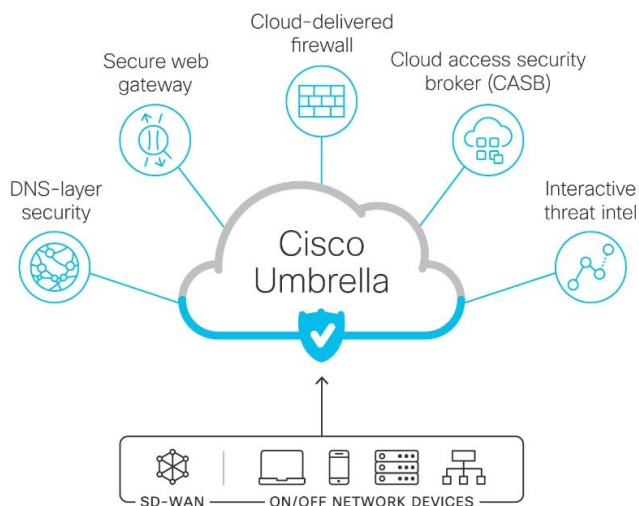 Cloud-delivered
firewall
Secure web
gateway
Cloud access security
broker (CASB)
DNS-layer
security
Interactive
threat intel
Cisco
Umbrella
SD-WAN
ON/OFF NETWORK DEVICES